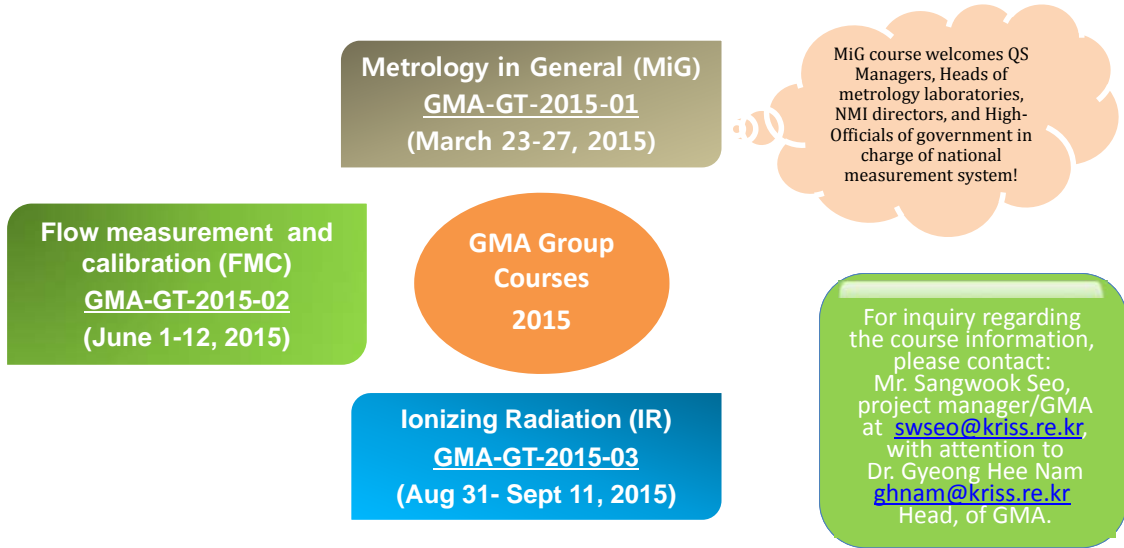 Metrology in General (MiG)
GMA-GT-2015-01
(March 23-27, 2015)
MiG course welcomes QS
Managers, Heads of
metrology laboratories,
NMI directors, and High-
Officials of government in
charge of national
measurement system!
Flow measurement and
calibration (FMC)
GMA-GT-2015-02
(June 1-12, 2015)
GMA Group
Courses
2015
Ionizing Radiation (IR)
GMA-GT-2015-03
(Aug 31- Sept 11, 2015)
For inquiry regarding
the course information,
please contact:
Mr. Sangwook Seo,
project manager/GMA
at swseo@kriss.re.kr,
with attention to
Dr. Gyeong Hee Nam
ghnam@kriss.re.kr
Head, of GMA.